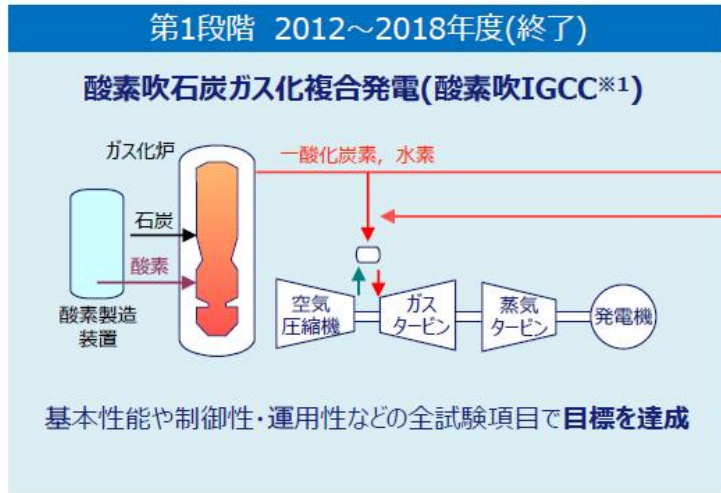 第1段階 2012～2018年度(終了)
酸素吹石炭ガス化複合発電(酸素吹IGCC※1)
ガス化炉
一酸化炭素，水素
石炭
酸素
酸素製造
装置
空気
圧縮機
ガス
タービン
蒸気
タービン
発電機
基本性能や制御性・運用性などの全試験項目で目標を達成